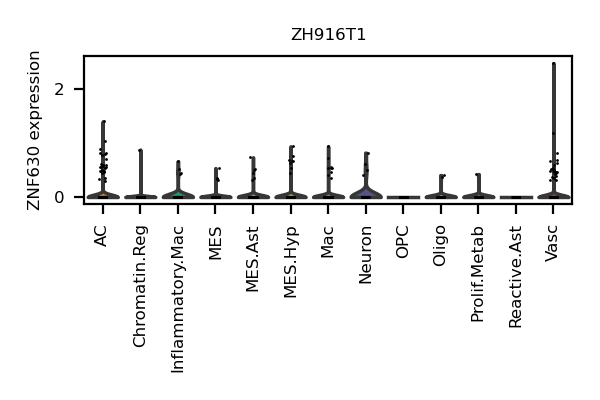 ZH916T1
ZNF630 expression
2
0
AC
Chromatin.Reg
Inflammatory.Mac
MES
MES.Ast
MES.Hyp
Mac
Neuron
OPC
Oligo
Prolif.Metab
Reactive.Ast
Vasc